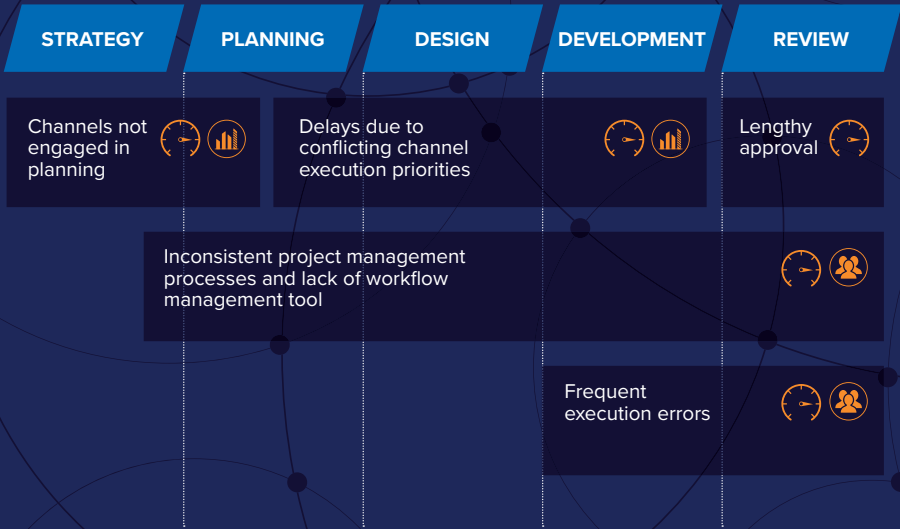 STRATEGY
PLANNING
DESIGN
DEVELOPMENT
REVIEW
Channels not
engaged in
planning
Delays due to
conflicting channel
execution priorities
Lengthy
approval
Inconsistent project management
processes and lack of workflow
management tool
Frequent
execution errors